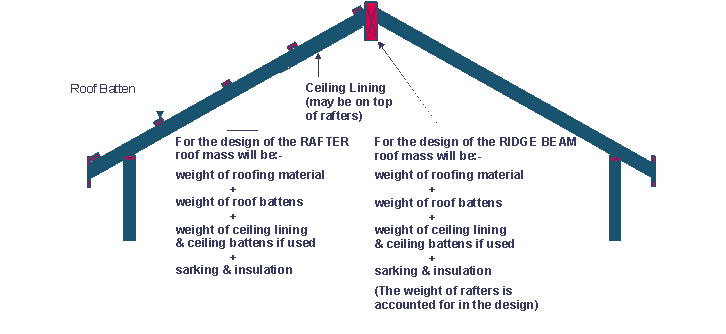 Roof Batten
Ceiling Lining
(may be on top
of rafters)
For the design of the RAFTER
roof mass will be:-
weight of roofing material
+
weight of roof battens
+
weight of ceiling lining
& ceiling battens if used
+
sarking & insulation
For the design of the RIDGE BEAM
roof mass will be:-
weight of roofing material
+
weight of roof battens
+
weight of ceiling lining
& ceiling battens if used
+
sarking & insulation
(The weight of rafters is
accounted for in the design)